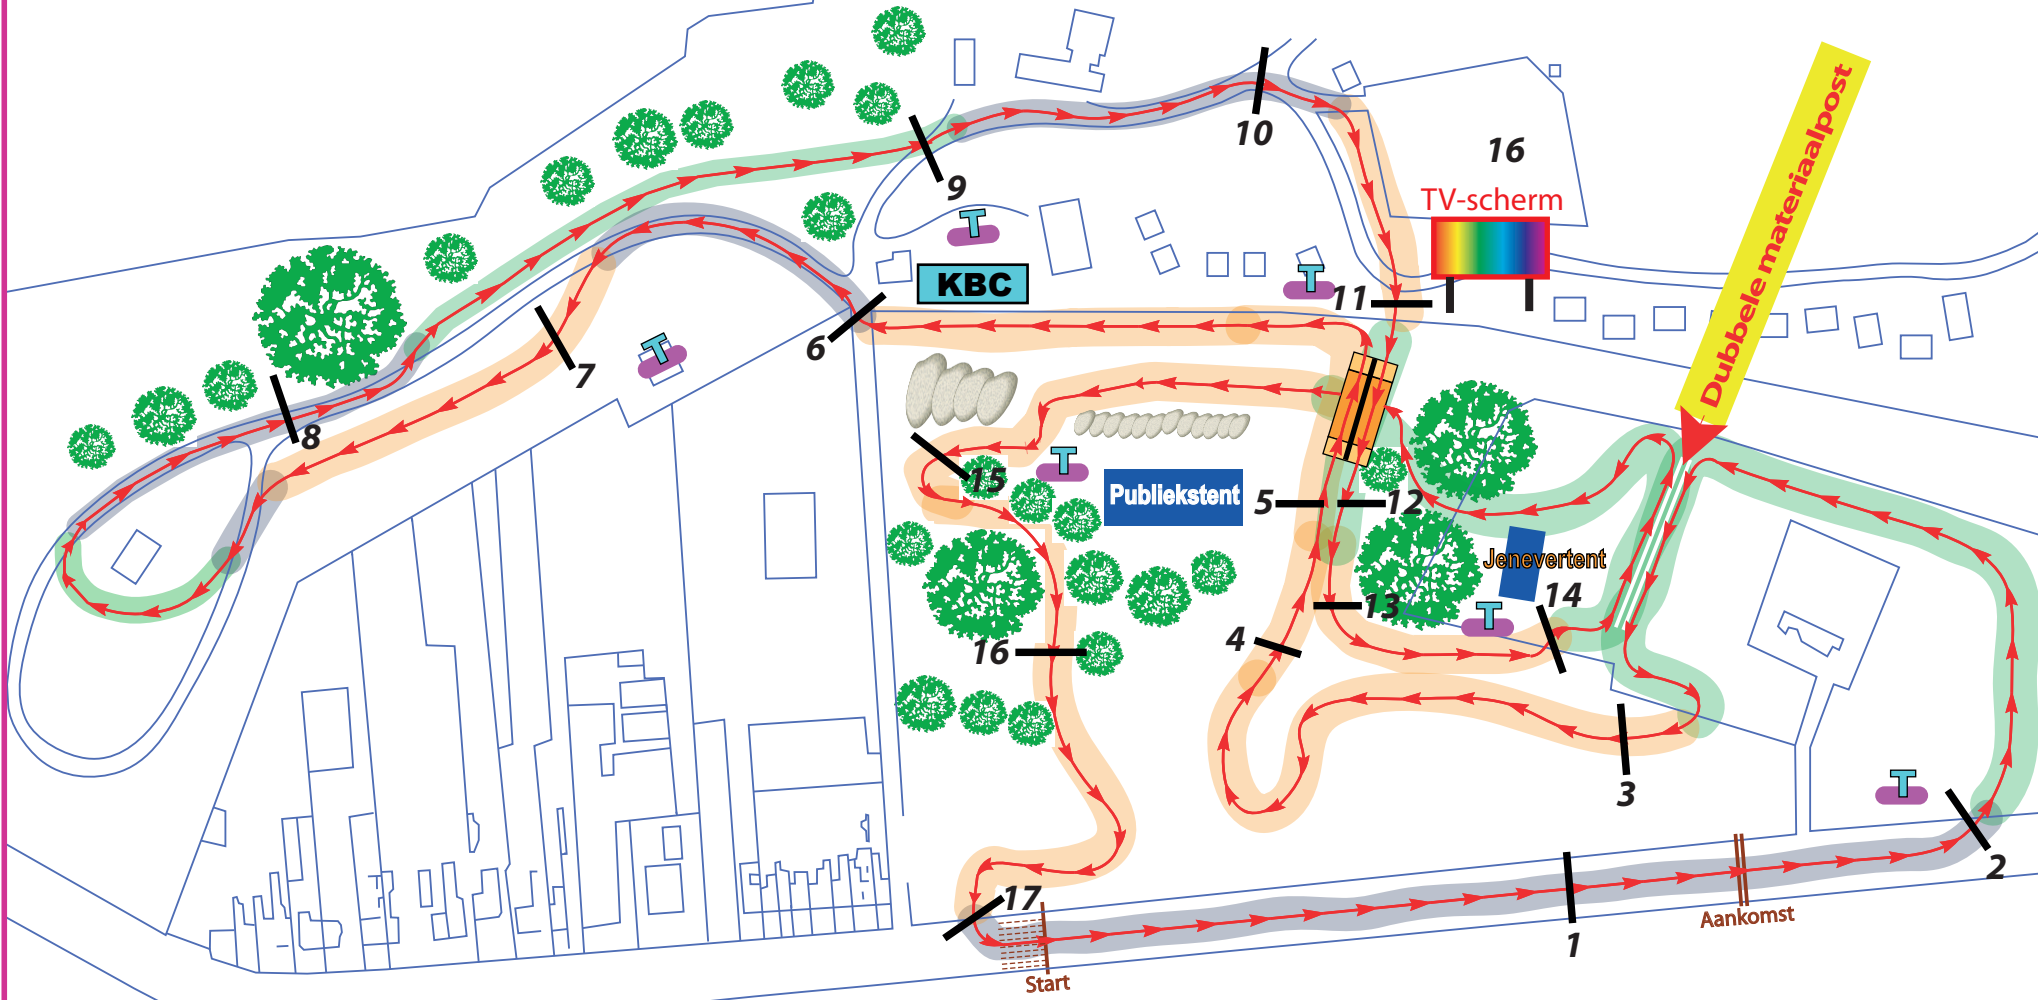 10
16
9
TV-scherm
Dubbele materiaalpost
T
KBC
T
11
6
7
T
8
15
T
Publiekstent
5
12
Jenevertent
14
13
T
4
16
3
T
2
17
Aankomst
1
Start